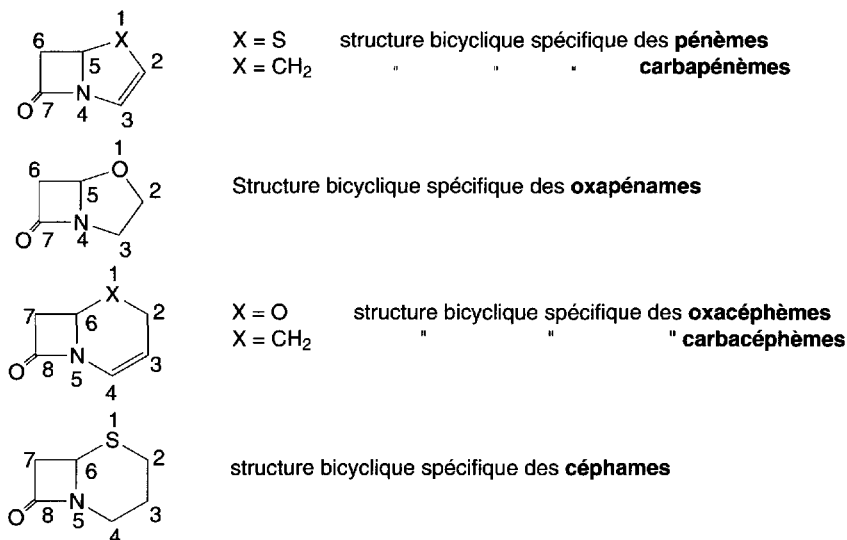 1
6 X
5 2
O 7 N
4
3
X = S structure bicyclique spécifique des pénèmes
X = CH2 " " " carbapénèmes
1
6 O
5 2
O 7 N
4
3
Structure bicyclique spécifique des oxapénames
1
7 X
6 2
O 8 N
5 3
4
X = O structure bicyclique spécifique des oxacéphèmes
X = CH2 " " " carbacéphèmes
1
7 S
6 2
O 8 N
5 3
4
structure bicyclique spécifique des céphames